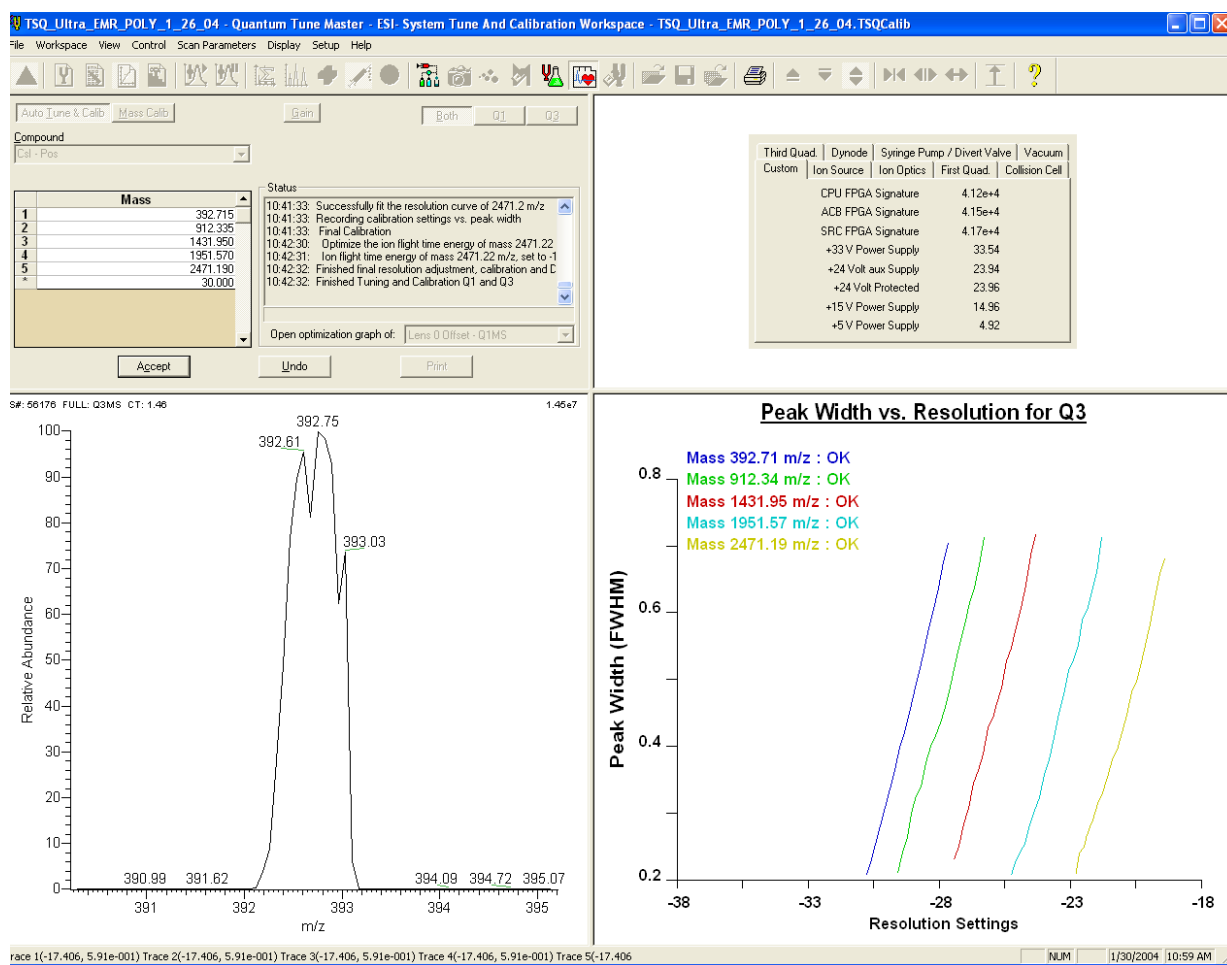 TSQ_Ultra_EMR_POLY_1_26_04 - Quantum Tune Master - ESI- System Tune And Calibration Workspace - TSQ_Ultra_EMR_POLY_1_26_04.TSQCalib
File Workspace View Control Scan Parameters Display Setup Help
Auto Tune & Calib Mass Calib Gain Both Q1 Q3
Compound
CsI - Pos
Mass
1 392.715
2 912.335
3 1431.950
4 1951.570
5 2471.190
* 30.000
Status
10:41:33: Successfully fit the resolution curve of 2471.2 m/z
10:41:33: Recording calibration settings vs. peak width
10:41:33: Final Calibration
10:42:30: Optimize the ion flight time energy of mass 2471.22
10:42:31: Ion flight time energy of mass 2471.22 m/z, set to -1
10:42:32: Finished final resolution adjustment, calibration and D
10:42:32: Finished Tuning and Calibration Q1 and Q3
Open optimization graph of: Lens 0 Offset - Q1MS
Accept Undo Print
Third Quad. Dynode Syringe Pump / Divert Valve Vacuum
Custom Ion Source Ion Optics First Quad. Collision Cell
CPU FPGA Signature 4.12e+4
ACB FPGA Signature 4.15e+4
SRC FPGA Signature 4.17e+4
+33 V Power Supply 33.54
+24 Volt aux Supply 23.94
+24 Volt Protected 23.96
+15 V Power Supply 14.96
+5 V Power Supply 4.92
S#: 56176 FULL: Q3MS CT: 1.46 1.45e7
392.75
392.61
393.03
100
90
80
70
60
50
40
30
20
10
0
Relative Abundance
390.99 391.62 394.09 394.72 395.07
391 392 393 394 395
m/z
Peak Width vs. Resolution for Q3
Mass 392.71 m/z : OK
Mass 912.34 m/z : OK
Mass 1431.95 m/z : OK
Mass 1951.57 m/z : OK
Mass 2471.19 m/z : OK
0.8
0.6
0.4
0.2
Peak Width (FWHM)
-38 -33 -28 -23 -18
Resolution Settings
race 1(-17.406, 5.91e-001) Trace 2(-17.406, 5.91e-001) Trace 3(-17.406, 5.91e-001) Trace 4(-17.406, 5.91e-001) Trace 5(-17.406
NUM 1/30/2004 10:59 AM